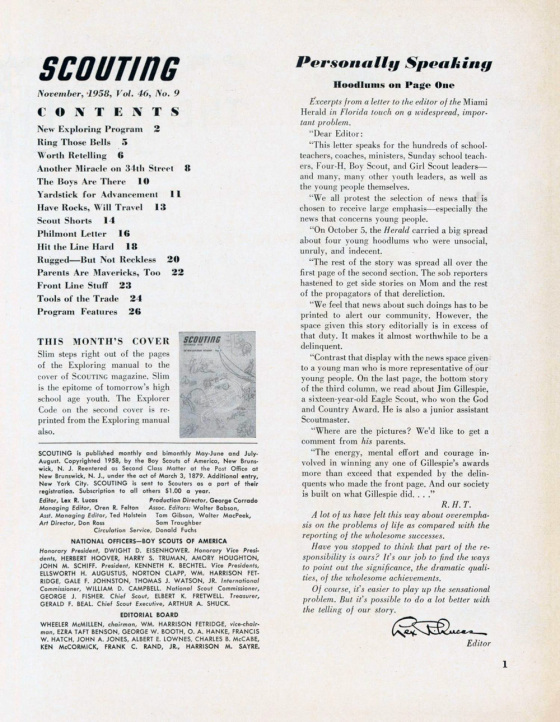 SCOUTING
November, 1958, Vol. 46, No. 9
CONTENTS
New Exploring Program 2
Ring Those Bells 5
Worth Retelling 6
Another Miracle on 34th Street 8
The Boys Are There 10
Yardstick for Advancement 11
Have Rocks, Will Travel 13
Scout Shorts 14
Philmont Letter 16
Hit the Line Hard 18
Rugged—But Not Reckless 20
Parents Are Mavericks, Too 22
Front Line Stuff 23
Tools of the Trade 24
Program Features 26
THIS MONTH'S COVER
Slim steps right out of the pages
of the Exploring manual to the
cover of SCOUTING magazine. Slim
is the epitome of tomorrow's high
school age youth. The Explorer
Code on the second cover is re-
printed from the Exploring manual
also.
SCOUTING
SCOUTING is published monthly and bimonthly May-June and July-
August. Copyrighted 1958, by the Boy Scouts of America, New Bruns-
wick, N. J. Reentered as Second Class Matter at the Post Office at
New Brunswick, N. J., under the act of March 3, 1879. Additional entry,
New York City. SCOUTING is sent to Scouters as a part of their
registration. Subscription to all others $1.00 a year.
Editor, Lex R. Lucas Production Director, George Corrado
Managing Editor, Oren R. Felton Assoc. Editors: Walter Babson,
Asst. Managing Editor, Ted Holstein Tom Gibson, Walter MacPeek,
Art Director, Don Ross Sam Traughber
Circulation Service, Donald Fuchs
NATIONAL OFFICERS—BOY SCOUTS OF AMERICA
Honorary President, DWIGHT D. EISENHOWER. Honorary Vice Presi-
dents, HERBERT HOOVER, HARRY S. TRUMAN, AMORY HOUGHTON,
JOHN M. SCHIFF. President, KENNETH K. BECHTEL. Vice Presidents,
ELLSWORTH H. AUGUSTUS, NORTON CLAPP, WM. HARRISON FET-
RIDGE, GALE F. JOHNSTON, THOMAS J. WATSON, JR. International
Commissioner, WILLIAM D. CAMPBELL. National Scout Commissioner,
GEORGE J. FISHER. Chief Scout, ELBERT K. FRETWELL. Treasurer,
GERALD F. BEAL. Chief Scout Executive, ARTHUR A. SHUCK.
EDITORIAL BOARD
WHEELER McMILLEN, chairman, WM. HARRISON FETRIDGE, vice-chair-
man, EZRA TAFT BENSON, GEORGE W. BOOTH, O. A. HANKE, FRANCIS
W. HATCH, JOHN A. JONES, ALBERT E. LOWNES, CHARLES B. McCABE,
KEN McCORMICK, FRANK C. RAND, JR., HARRISON M. SAYRE.
Personally Speaking
Hoodlums on Page One
Excerpts from a letter to the editor of the Miami
Herald in Florida touch on a widespread, impor-
tant problem.
"Dear Editor:
"This letter speaks for the hundreds of school-
teachers, coaches, ministers, Sunday school teach-
ers, Four-H, Boy Scout, and Girl Scout leaders—
and many, many other youth leaders, as well as
the young people themselves.
"We all protest the selection of news that is
chosen to receive large emphasis—especially the
news that concerns young people.
"On October 5, the Herald carried a big spread
about four young hoodlums who were unsocial,
unruly, and indecent.
"The rest of the story was spread all over the
first page of the second section. The sob reporters
hastened to get side stories on Mom and the rest
of the propagators of that dereliction.
"We feel that news about such doings has to be
printed to alert our community. However, the
space given this story editorially is in excess of
that duty. It makes it almost worthwhile to be a
delinquent.
"Contrast that display with the news space given
to a young man who is more representative of our
young people. On the last page, the bottom story
of the third column, we read about Jim Gillespie,
a sixteen-year-old Eagle Scout, who won the God
and Country Award. He is also a junior assistant
Scoutmaster.
"Where are the pictures? We'd like to get a
comment from his parents.
"The energy, mental effort and courage in-
volved in winning any one of Gillespie's awards
more than exceed that expended by the delin-
quents who made the front page. And our society
is built on what Gillespie did. . . ."
R. H. T.
A lot of us have felt this way about overempha-
sis on the problems of life as compared with the
reporting of the wholesome successes.
Have you stopped to think that part of the re-
sponsibility is ours? It's our job to find the ways
to point out the significance, the dramatic quali-
ties, of the wholesome achievements.
Of course, it's easier to play up the sensational
problem. But it's possible to do a lot better with
the telling of our story.
Lex R. Lucas
Editor
1